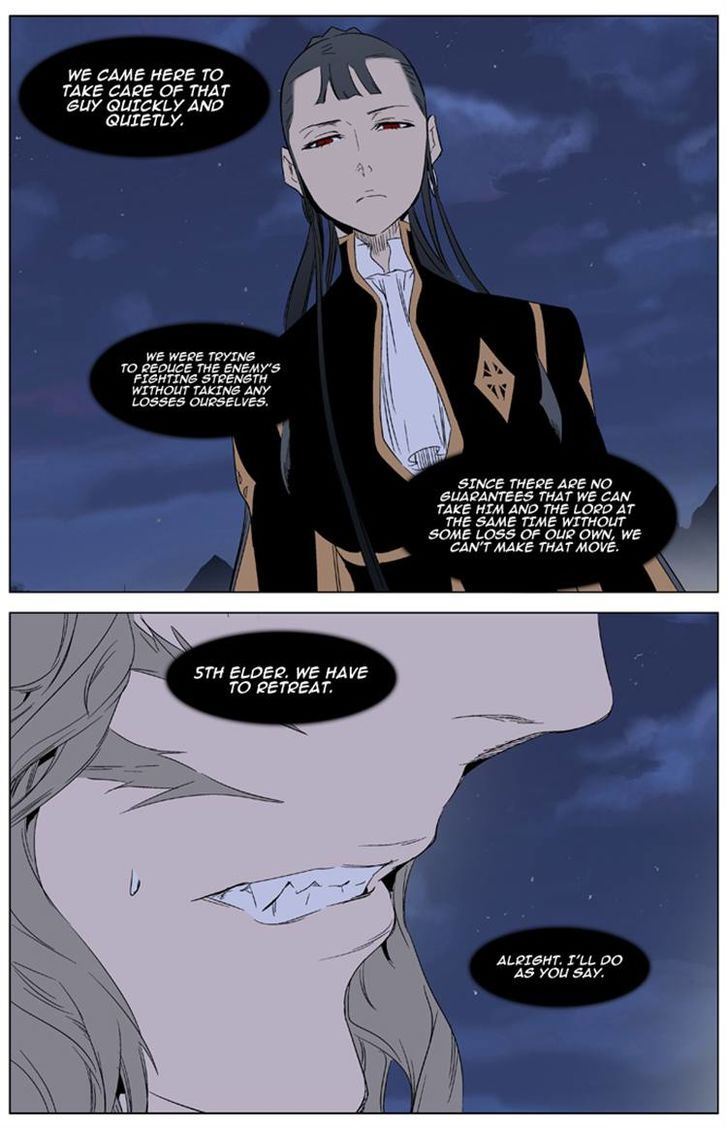 WE CAME HERE TO
TAKE CARE OF THAT
GUY QUICKLY AND
QUIETLY.
WE WERE TRYING
TO REDUCE THE ENEMY'S
FIGHTING STRENGTH
WITHOUT TAKING ANY
LOSSES OURSELVES.
SINCE THERE ARE NO
GUARANTEES THAT WE CAN
TAKE HIM AND THE LORD AT
THE SAME TIME WITHOUT
SOME LOSS OF OUR OWN, WE
CAN'T MAKE THAT MOVE.
5TH ELDER. WE HAVE
TO RETREAT.
ALRIGHT. I'LL DO
AS YOU SAY.